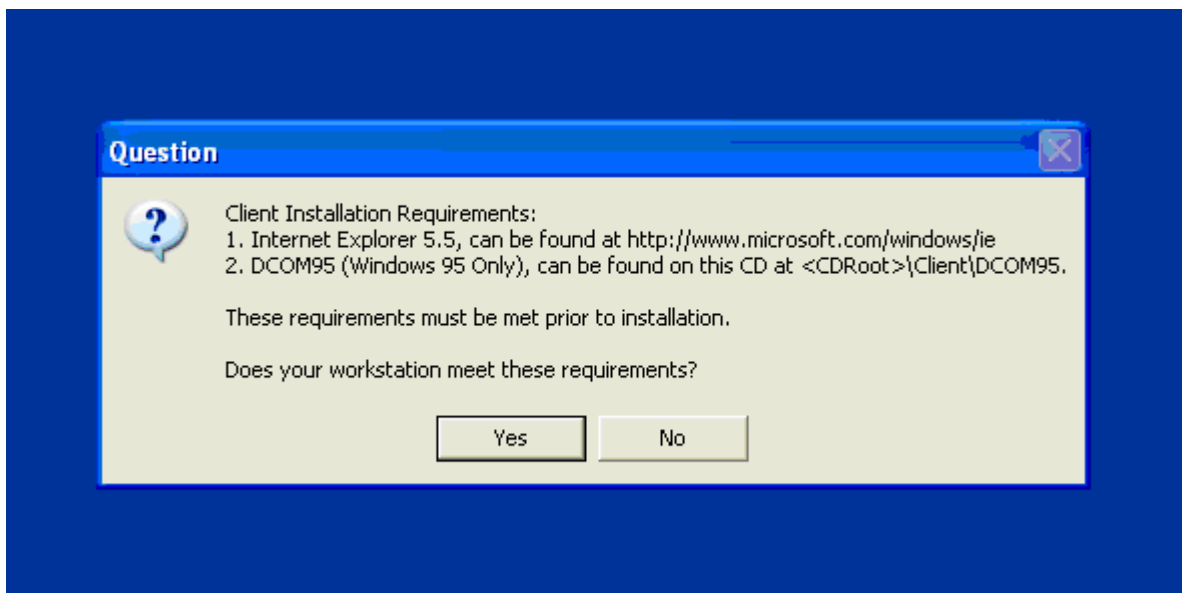 Question
Client Installation Requirements:
1. Internet Explorer 5.5, can be found at http://www.microsoft.com/windows/ie
2. DCOM95 (Windows 95 Only), can be found on this CD at <CDRoot>\Client\DCOM95.
These requirements must be met prior to installation.
Does your workstation meet these requirements?
Yes No